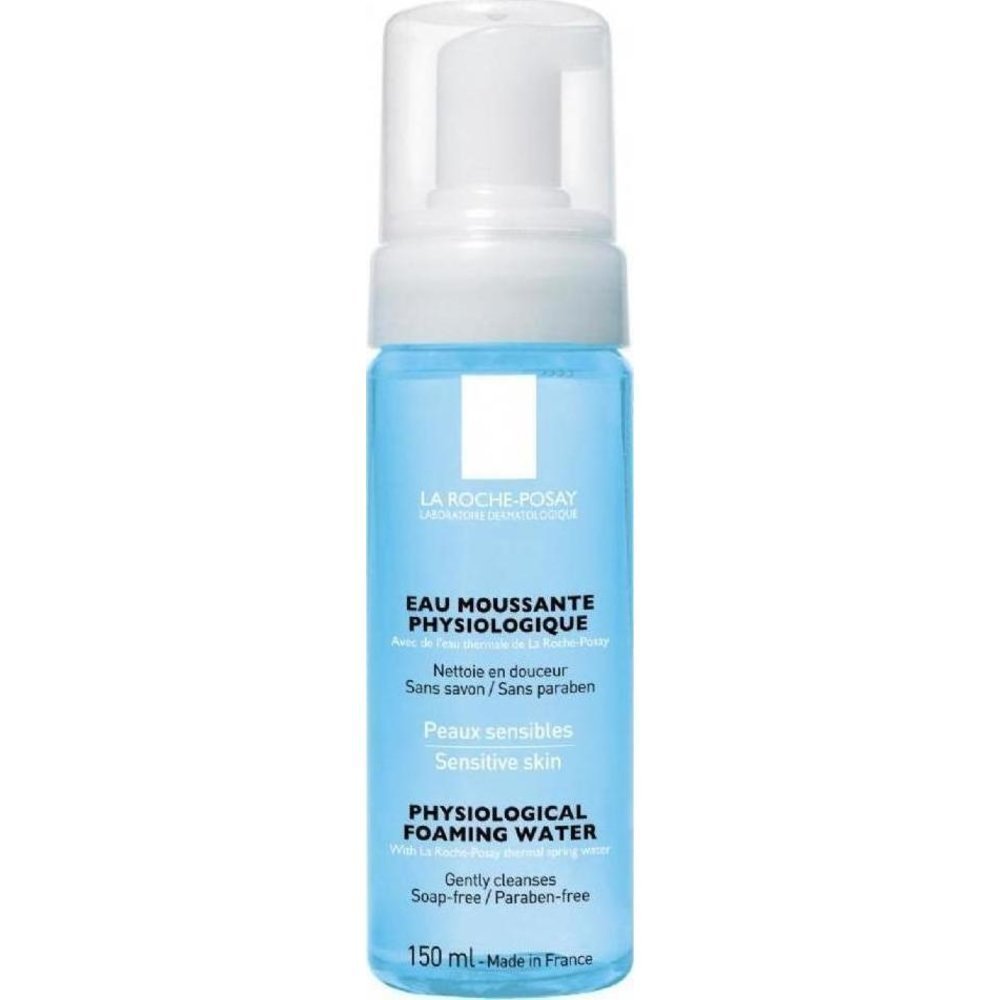 LA ROCHE-POSAY
LABORATOIRE DERMATOLOGIQUE
EAU MOUSSANTE
PHYSIOLOGIQUE
Avec de l'eau thermale de La Roche-Posay
Nettoie en douceur
Sans savon / Sans paraben
Peaux sensibles
Sensitive skin
PHYSIOLOGICAL
FOAMING WATER
With La Roche-Posay thermal spring water
Gently cleanses
Soap-free / Paraben-free
150 ml - Made in France